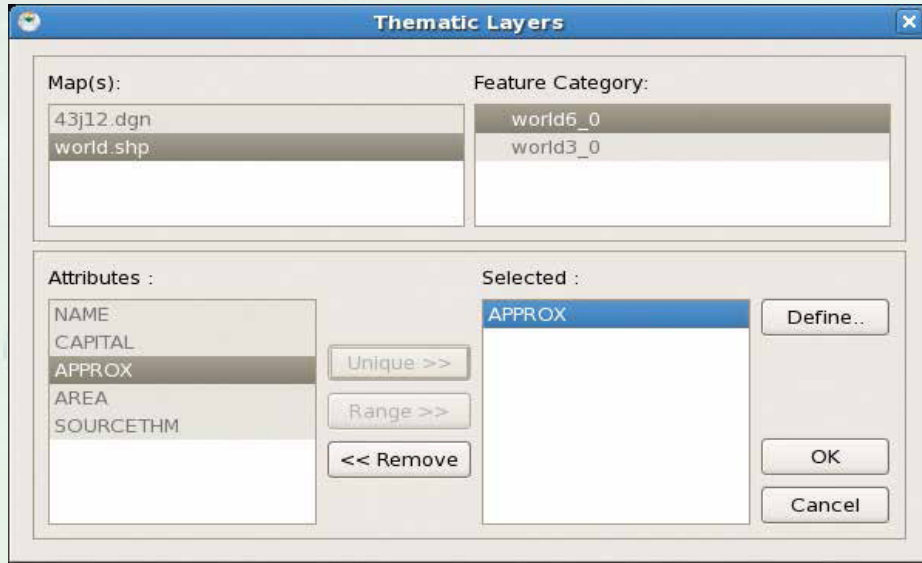 Thematic Layers
Map(s):
43j12.dgn
world.shp
Feature Category:
world6_0
world3_0
Attributes :
NAME
CAPITAL
APPROX
AREA
SOURCETHM
Unique >>
Range >>
<< Remove
Selected :
APPROX
Define..
OK
Cancel